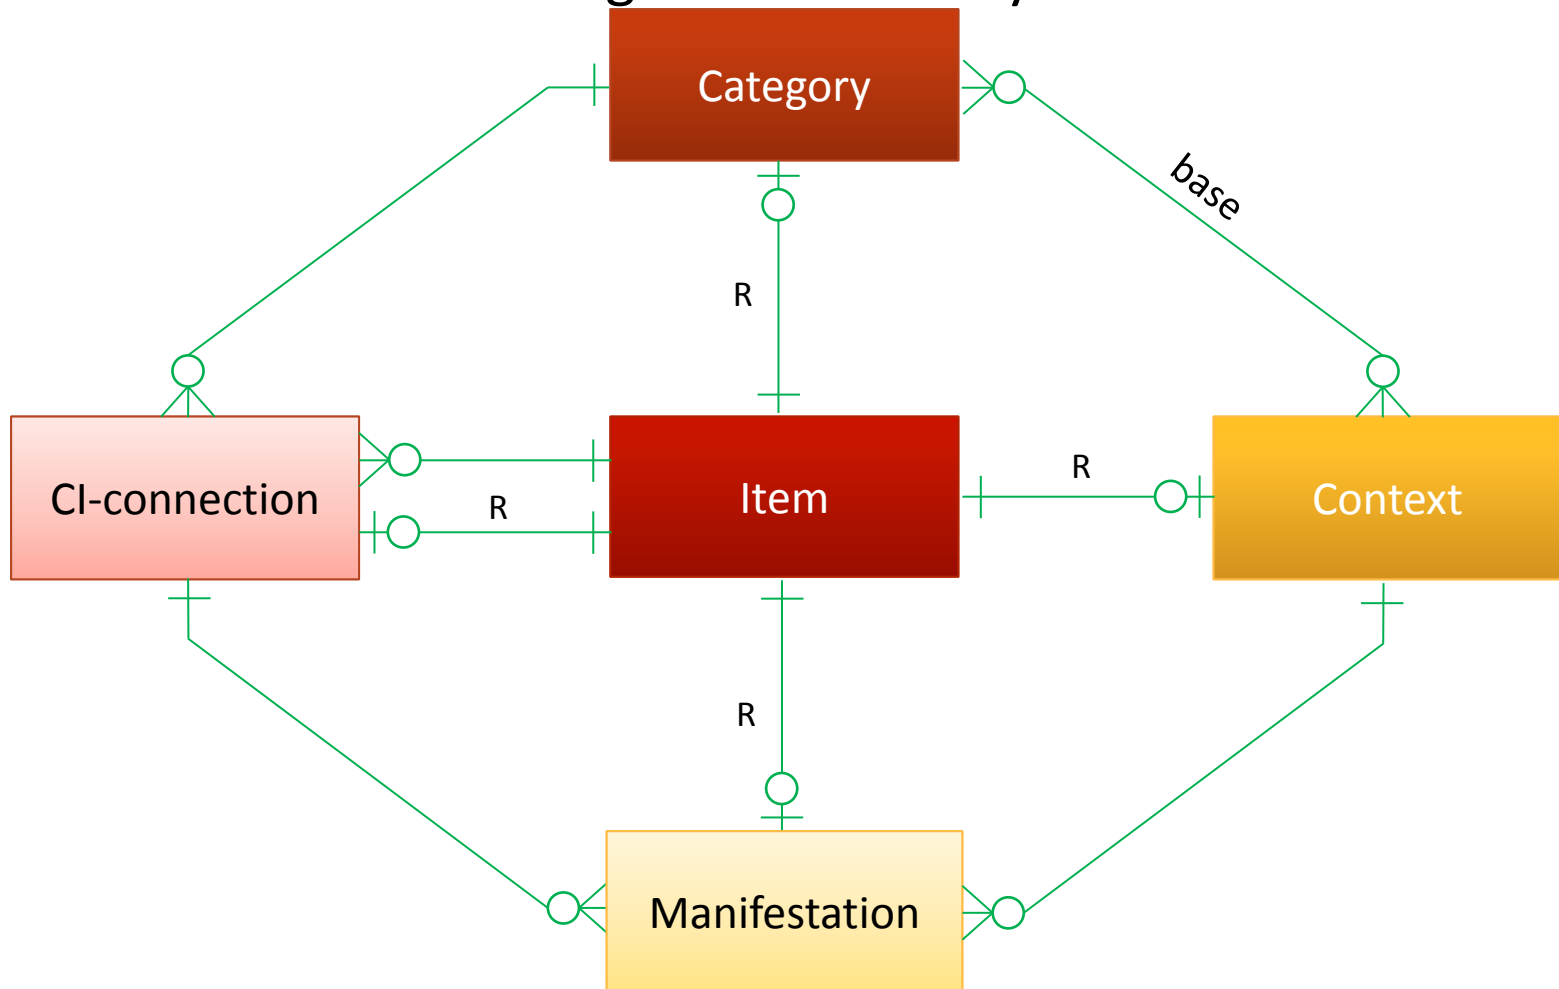 Category
base
R
CI-connection
R
Item
R
Context
R
Manifestation